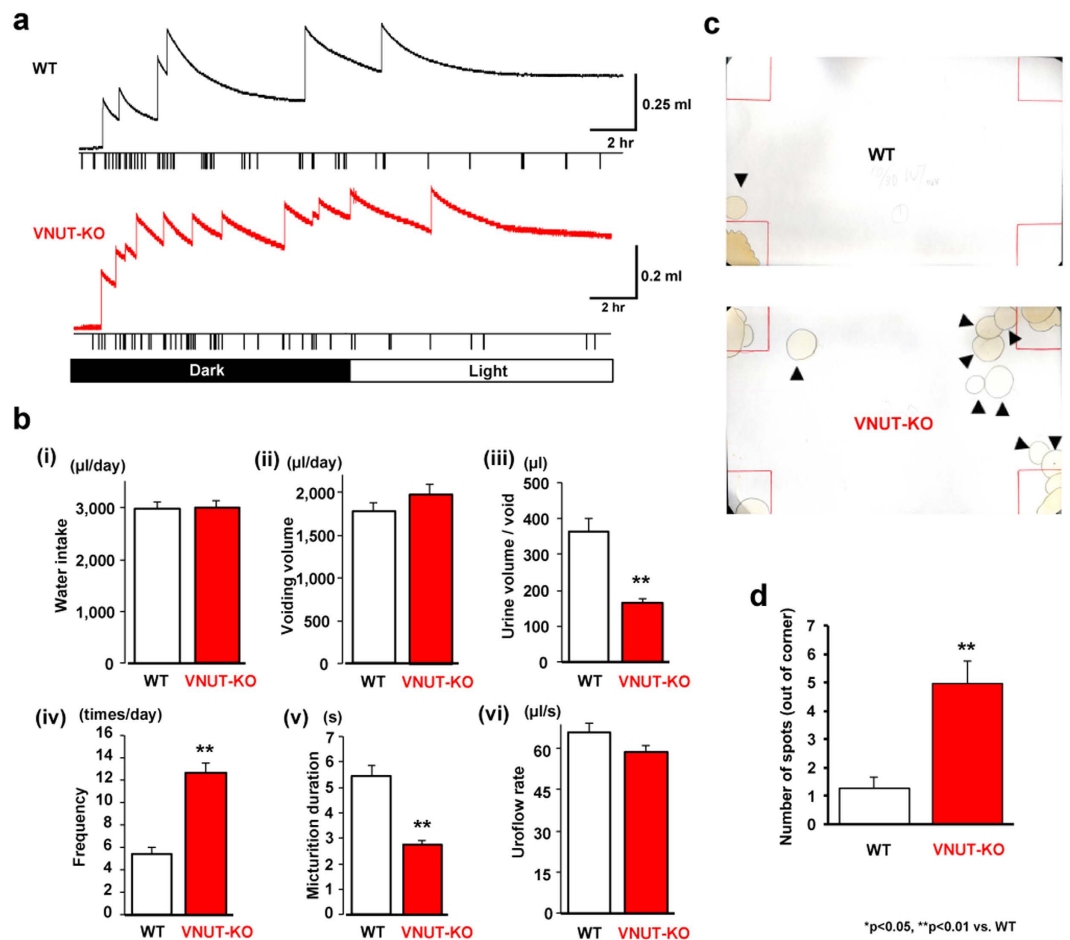 a
WT
0.25 ml
2 hr
VNUT-KO
0.2 ml
2 hr
Dark
Light
b
(i)
(µl/day)
Water intake
3,000
2,000
1,000
0
WT
VNUT-KO
(ii)
(µl/day)
Voiding volume
2,000
1,500
1,000
500
0
WT
VNUT-KO
(iii)
(µl)
Urine volume / void
500
400
300
200
100
0
**
WT
VNUT-KO
(iv)
(times/day)
Frequency
16
14
12
10
8
6
4
2
0
**
WT
VNUT-KO
(v)
(s)
Micturition duration
7
6
5
4
3
2
1
0
**
WT
VNUT-KO
(vi)
(µl/s)
Uroflow rate
60
45
30
15
0
WT
VNUT-KO
c
WT
VNUT-KO
d
Number of spots (out of corner)
7
6
5
4
3
2
1
0
**
WT
VNUT-KO
*p<0.05, **p<0.01 vs. WT